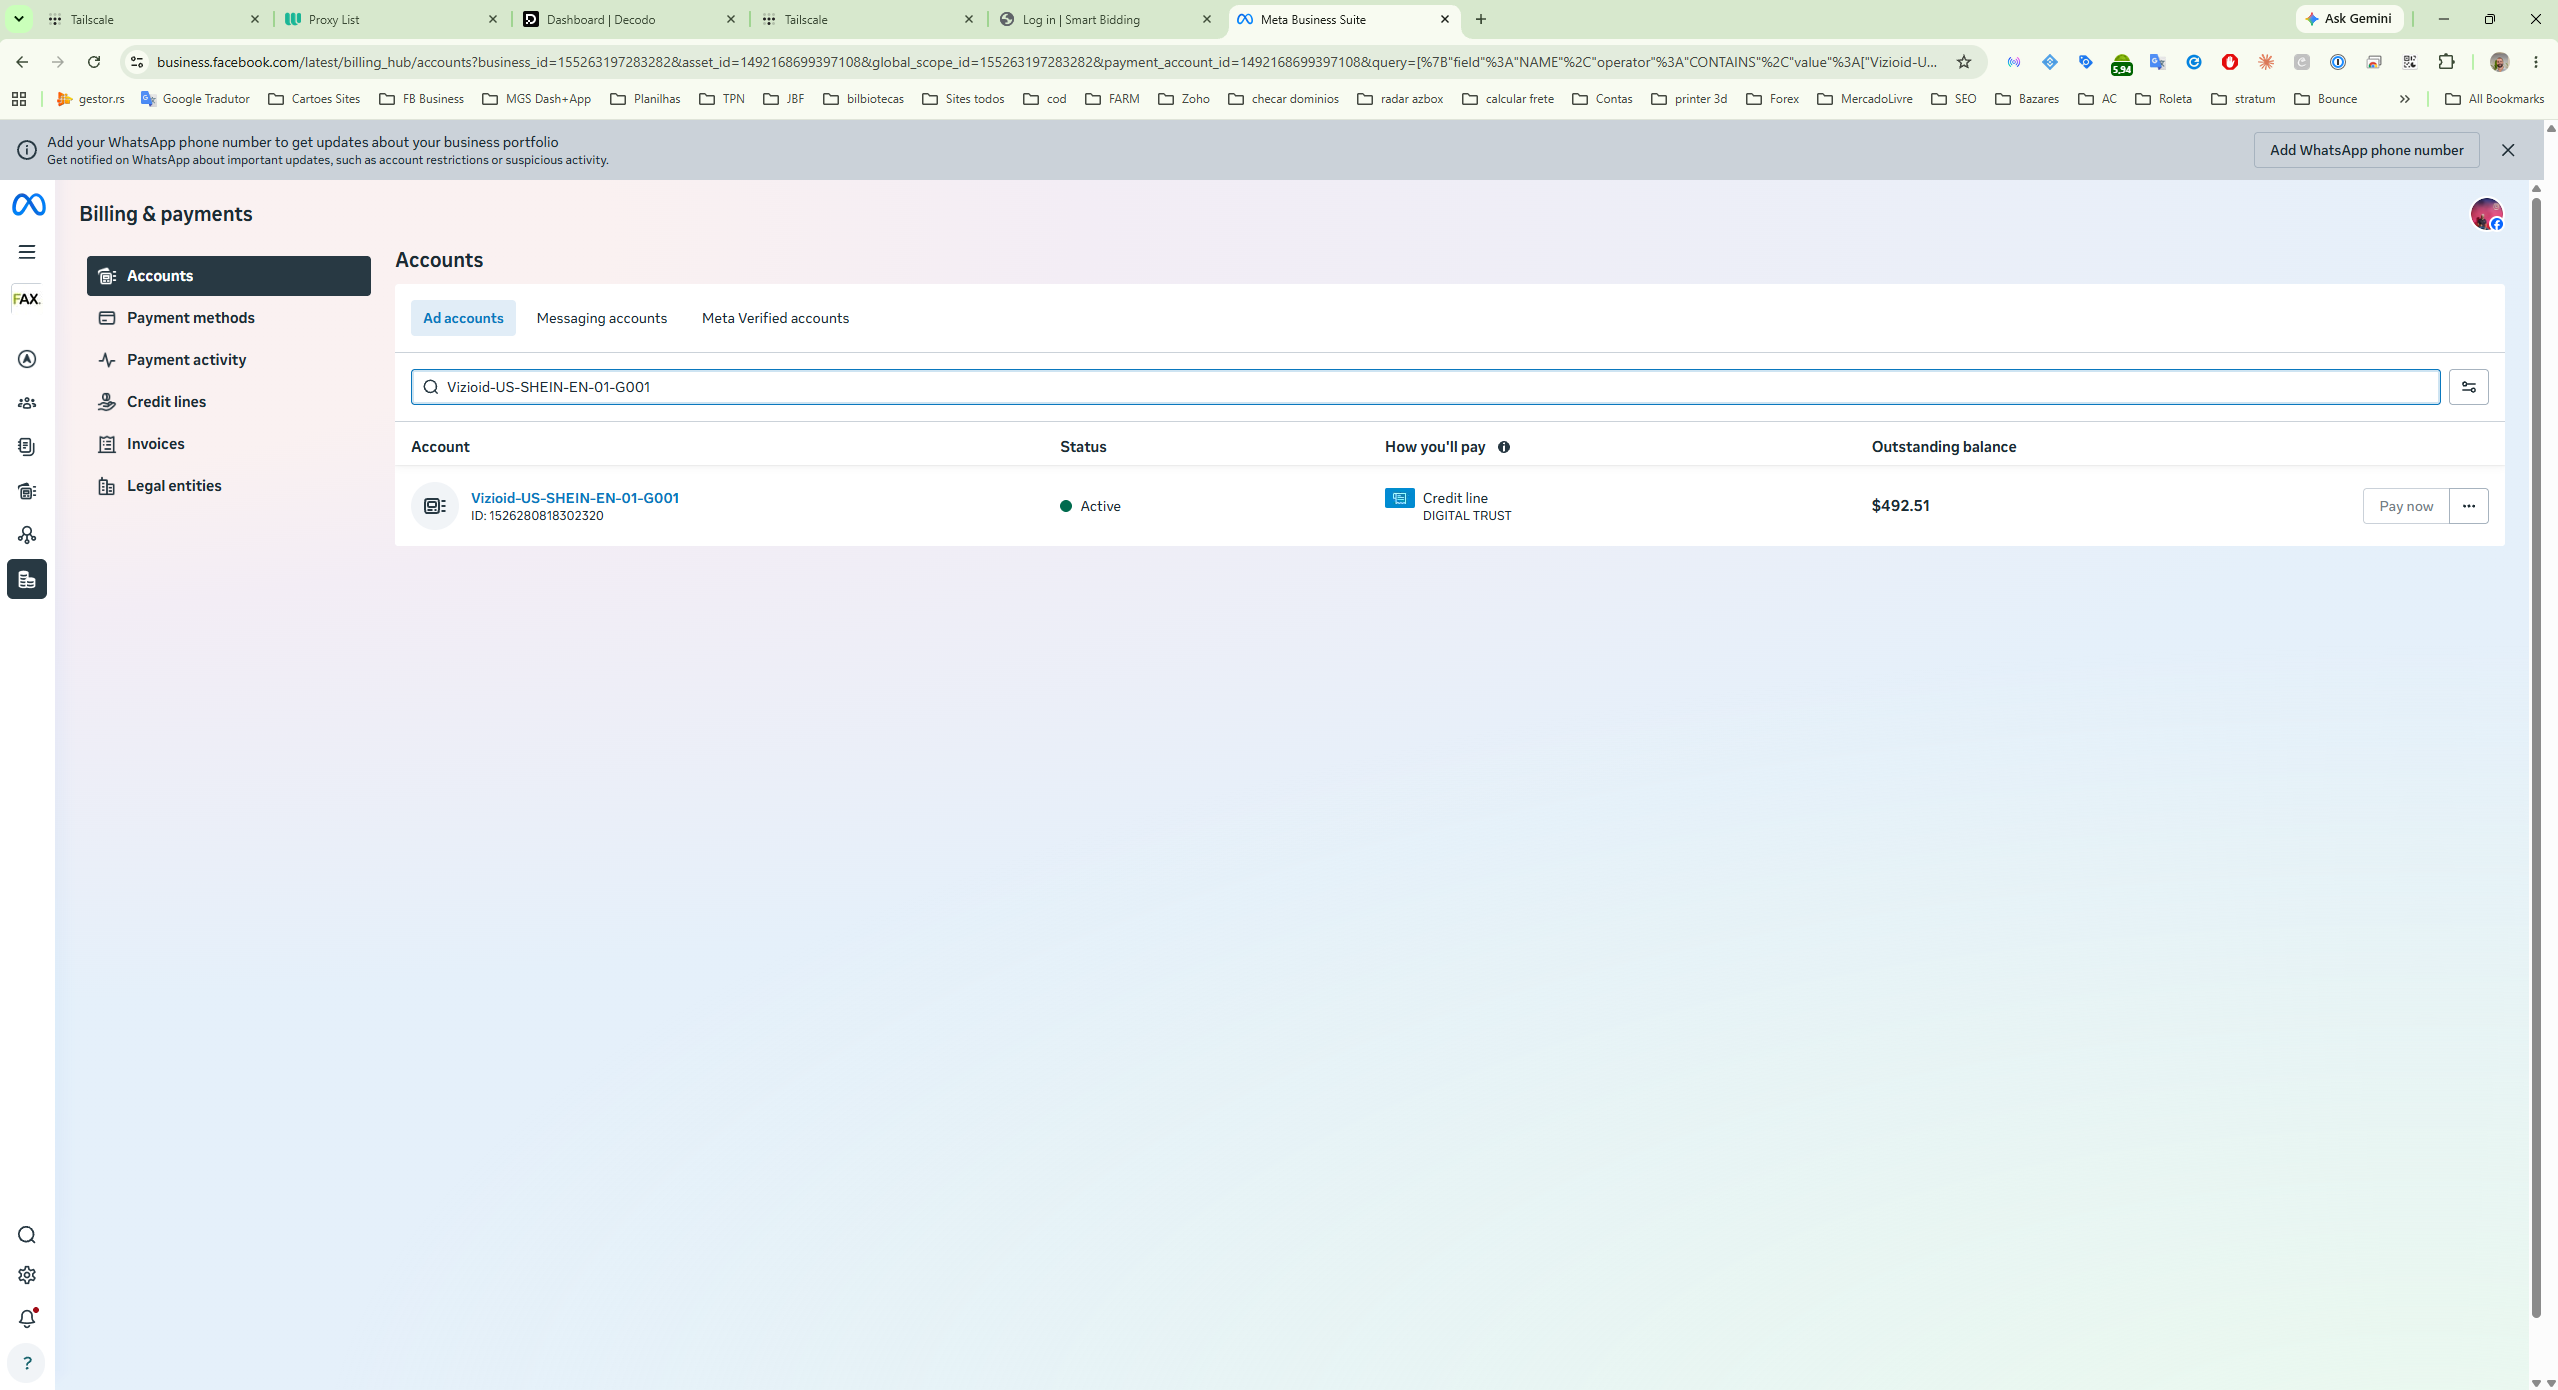 Tailscale
Proxy List
Dashboard | Decodo
Tailscale
Log in | Smart Bidding
Meta Business Suite
Ask Gemini
business.facebook.com/latest/billing_hub/accounts?business_id=155263197283282&asset_id=1492168699397108&global_scope_id=155263197283282&payment_account_id=1492168699397108&query=[%7B"field"%3A"NAME"%2C"operator"%3A"CONTAINS"%2C"value"%3A["Vizioid-U...
5,94
gestor.rs
Google Tradutor
Cartoes Sites
FB Business
MGS Dash+App
Planilhas
TPN
JBF
bilbiotecas
Sites todos
cod
FARM
Zoho
checar dominios
radar azbox
calcular frete
Contas
printer 3d
Forex
MercadoLivre
SEO
Bazares
AC
Roleta
stratum
Bounce
All Bookmarks
Add your WhatsApp phone number to get updates about your business portfolio
Get notified on WhatsApp about important updates, such as account restrictions or suspicious activity.
Add WhatsApp phone number
Billing & payments
FAX.
Accounts
Payment methods
Payment activity
Credit lines
Invoices
Legal entities
Accounts
Ad accounts
Messaging accounts
Meta Verified accounts
Vizioid-US-SHEIN-EN-01-G001
Account
Status
How you'll pay
Outstanding balance
Vizioid-US-SHEIN-EN-01-G001
ID: 1526280818302320
Active
Credit line
DIGITAL TRUST
$492.51
Pay now